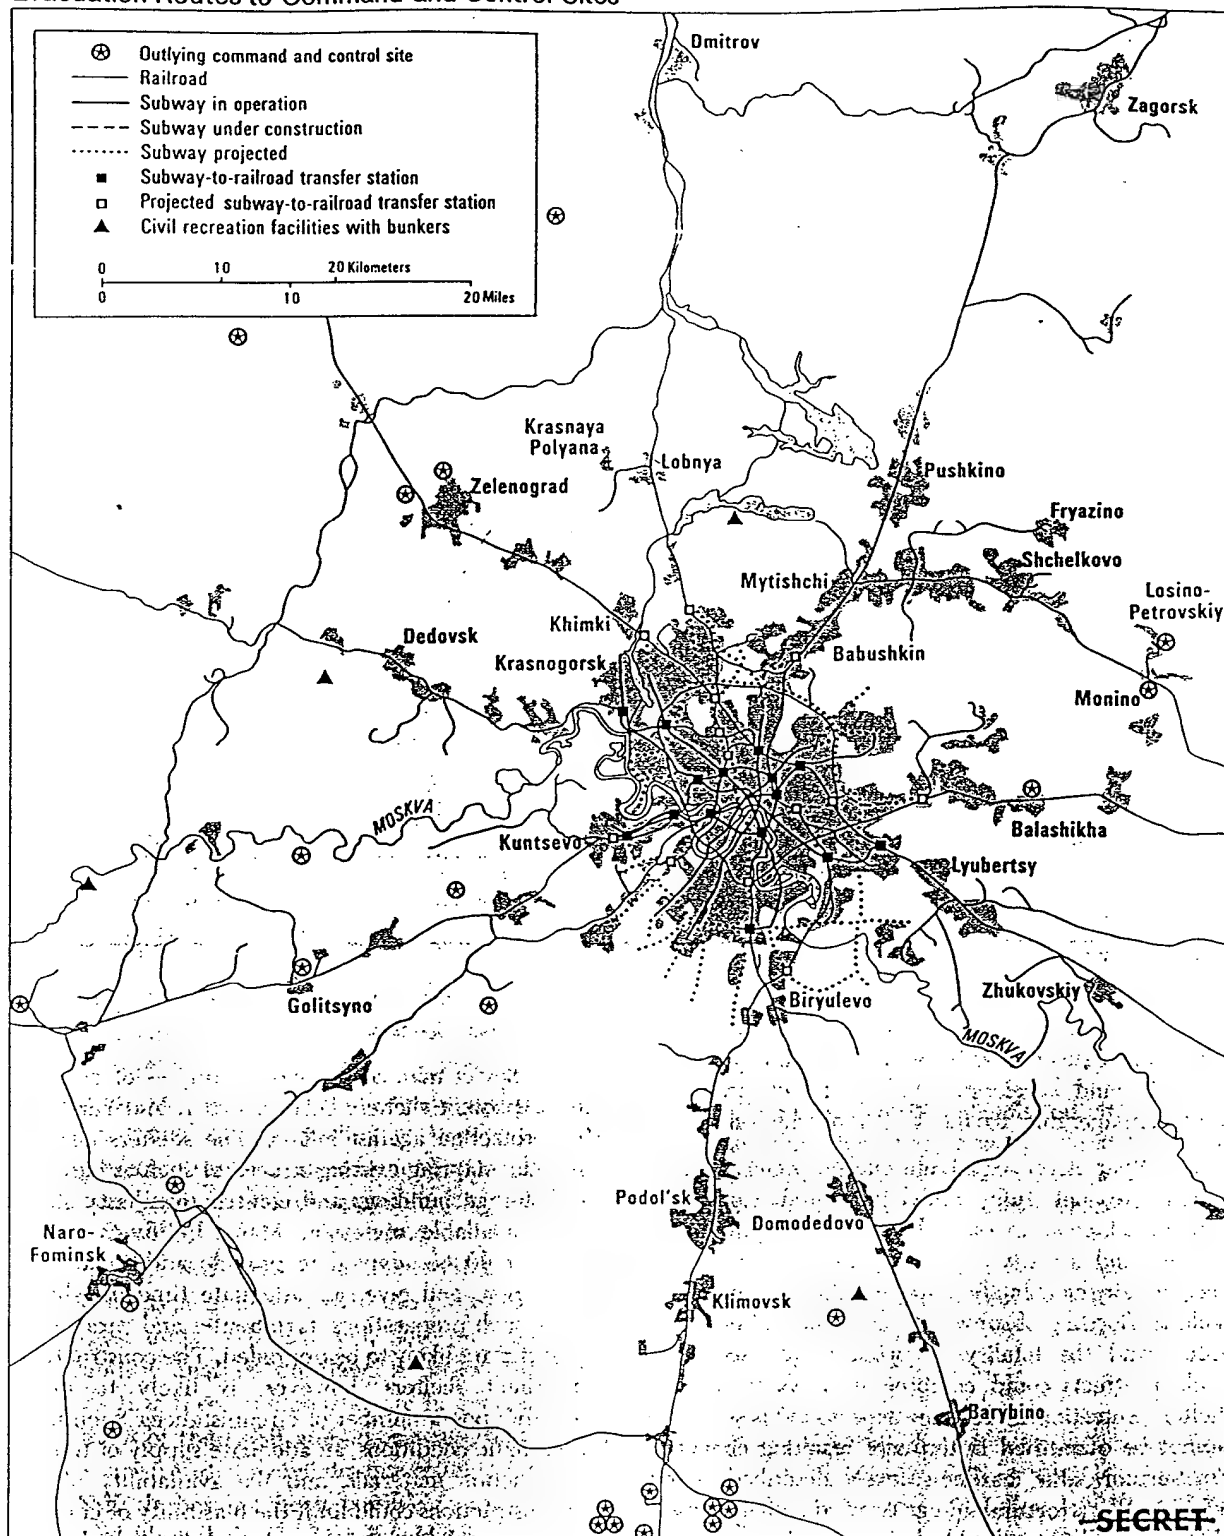 Evacuation Routes to Command and Control Sites
Outlying command and control site
Railroad
Subway in operation
Subway under construction
Subway projected
Subway-to-railroad transfer station
Projected subway-to-railroad transfer station
Civil recreation facilities with bunkers
0 10 20 Kilometers
0 10 20 Miles
Dmitrov
Zagorsk
Krasnaya
Polyana
Lobnya
Zelenograd
Pushkino
Fryazino
Shchelkovo
Mytishchi
Losino-
Petrovskiy
Khimki
Dedovsk
Babushkin
Krasnogorsk
Monino
MOSKVA
Kuntsevo
Balashikha
Lyubertsy
Golitsyno
Biryulevo
Zhukovskiy
MOSKVA
Podol'sk
Domodedovo
Naro-
Fominsk
Klimovsk
Barybino
SECRET